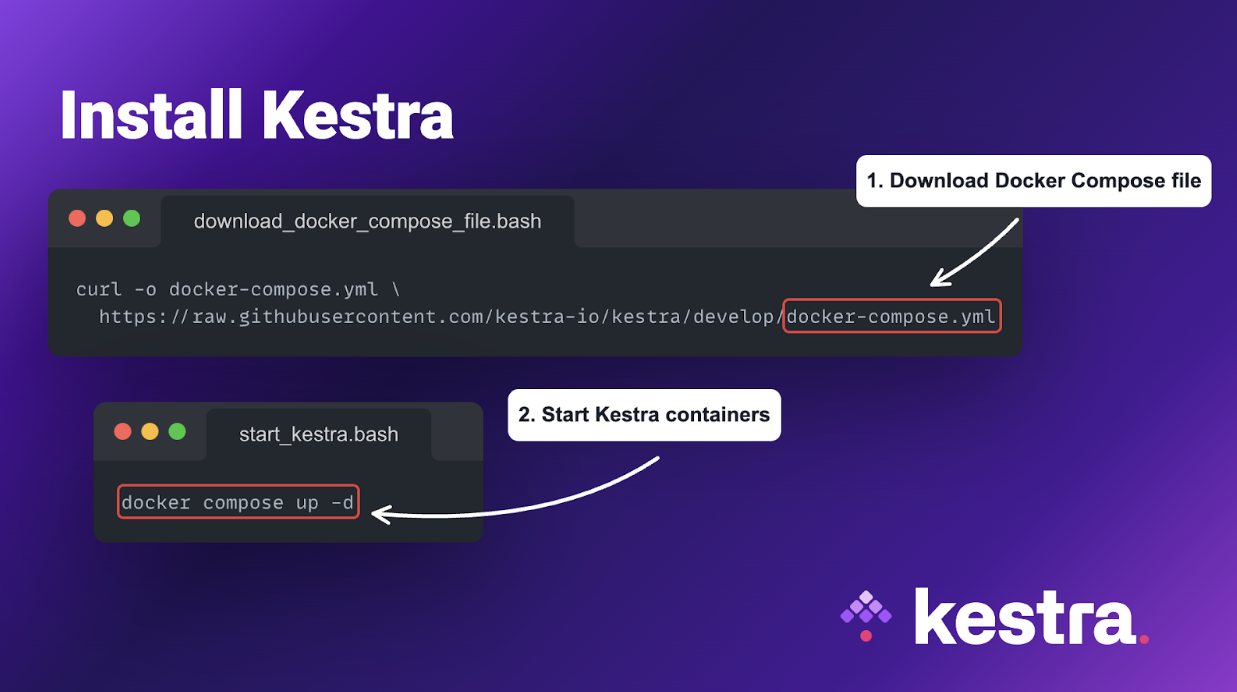 Install Kestra
1. Download Docker Compose file
download_docker_compose_file.bash
curl -o docker-compose.yml \
https://raw.githubusercontent.com/kestra-io/kestra/develop/docker-compose.yml
2. Start Kestra containers
start_kestra.bash
docker compose up -d
kestra.